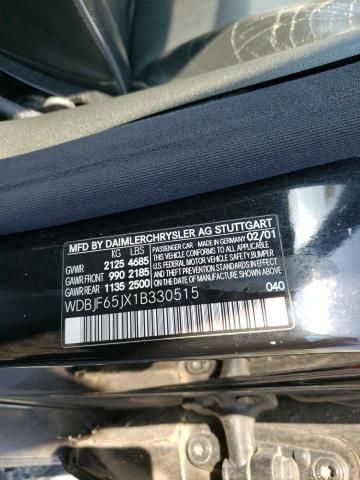 MFD BY DAIMLERCHRYSLER AG STUTTGART
KG LBS PASSENGER CAR MADE IN GERMANY 02/01
GVWR 2125 4685 THIS VEHICLE CONFORMS TO ALL APPLICABLE
GAWR FRONT 990 2185 U.S. FEDERAL MOTOR VEHICLE SAFETY, BUMPER,
GAWR REAR 1135 2500 AND THEFT PREVENTION STANDARDS IN EFFECT
ON THE DATE OF MANUFACTURE SHOWN ABOVE.
WDBJF65JX1B330515 040